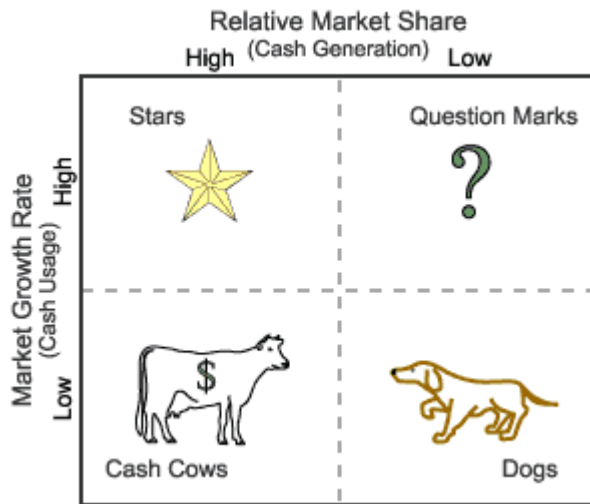 Relative Market Share
(Cash Generation)
High
Low
Stars
Question Marks
?
Market Growth Rate
(Cash Usage)
High
Low
$
Cash Cows
Dogs